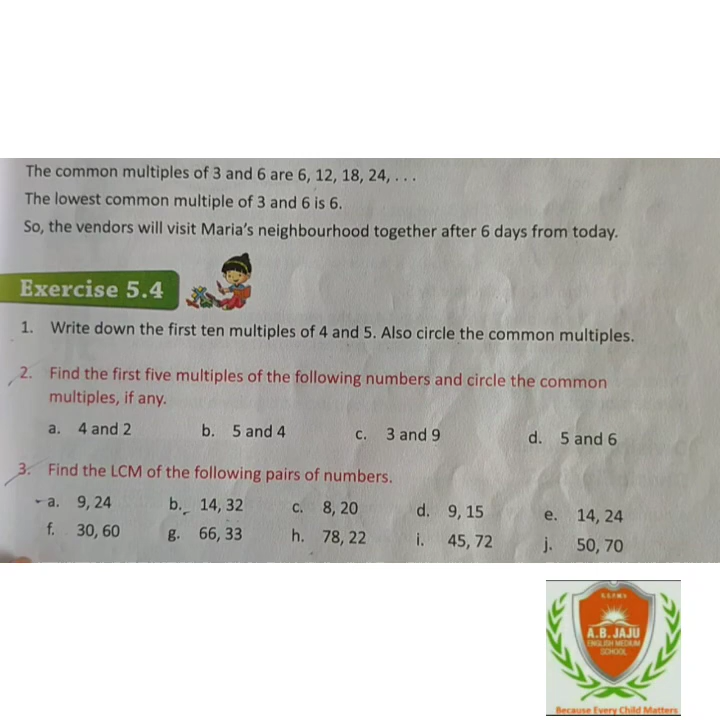 The common multiples of 3 and 6 are 6, 12, 18, 24, . . .
The lowest common multiple of 3 and 6 is 6.
So, the vendors will visit Maria's neighbourhood together after 6 days from today.
Exercise 5.4
1. Write down the first ten multiples of 4 and 5. Also circle the common multiples.
2. Find the first five multiples of the following numbers and circle the common
multiples, if any.
a. 4 and 2 b. 5 and 4 c. 3 and 9 d. 5 and 6
3. Find the LCM of the following pairs of numbers.
a. 9, 24 b. 14, 32 c. 8, 20 d. 9, 15 e. 14, 24
f. 30, 60 g. 66, 33 h. 78, 22 i. 45, 72 j. 50, 70
A.B. JAJU
ENGLISH MEDIUM
SCHOOL
Because Every Child Matters